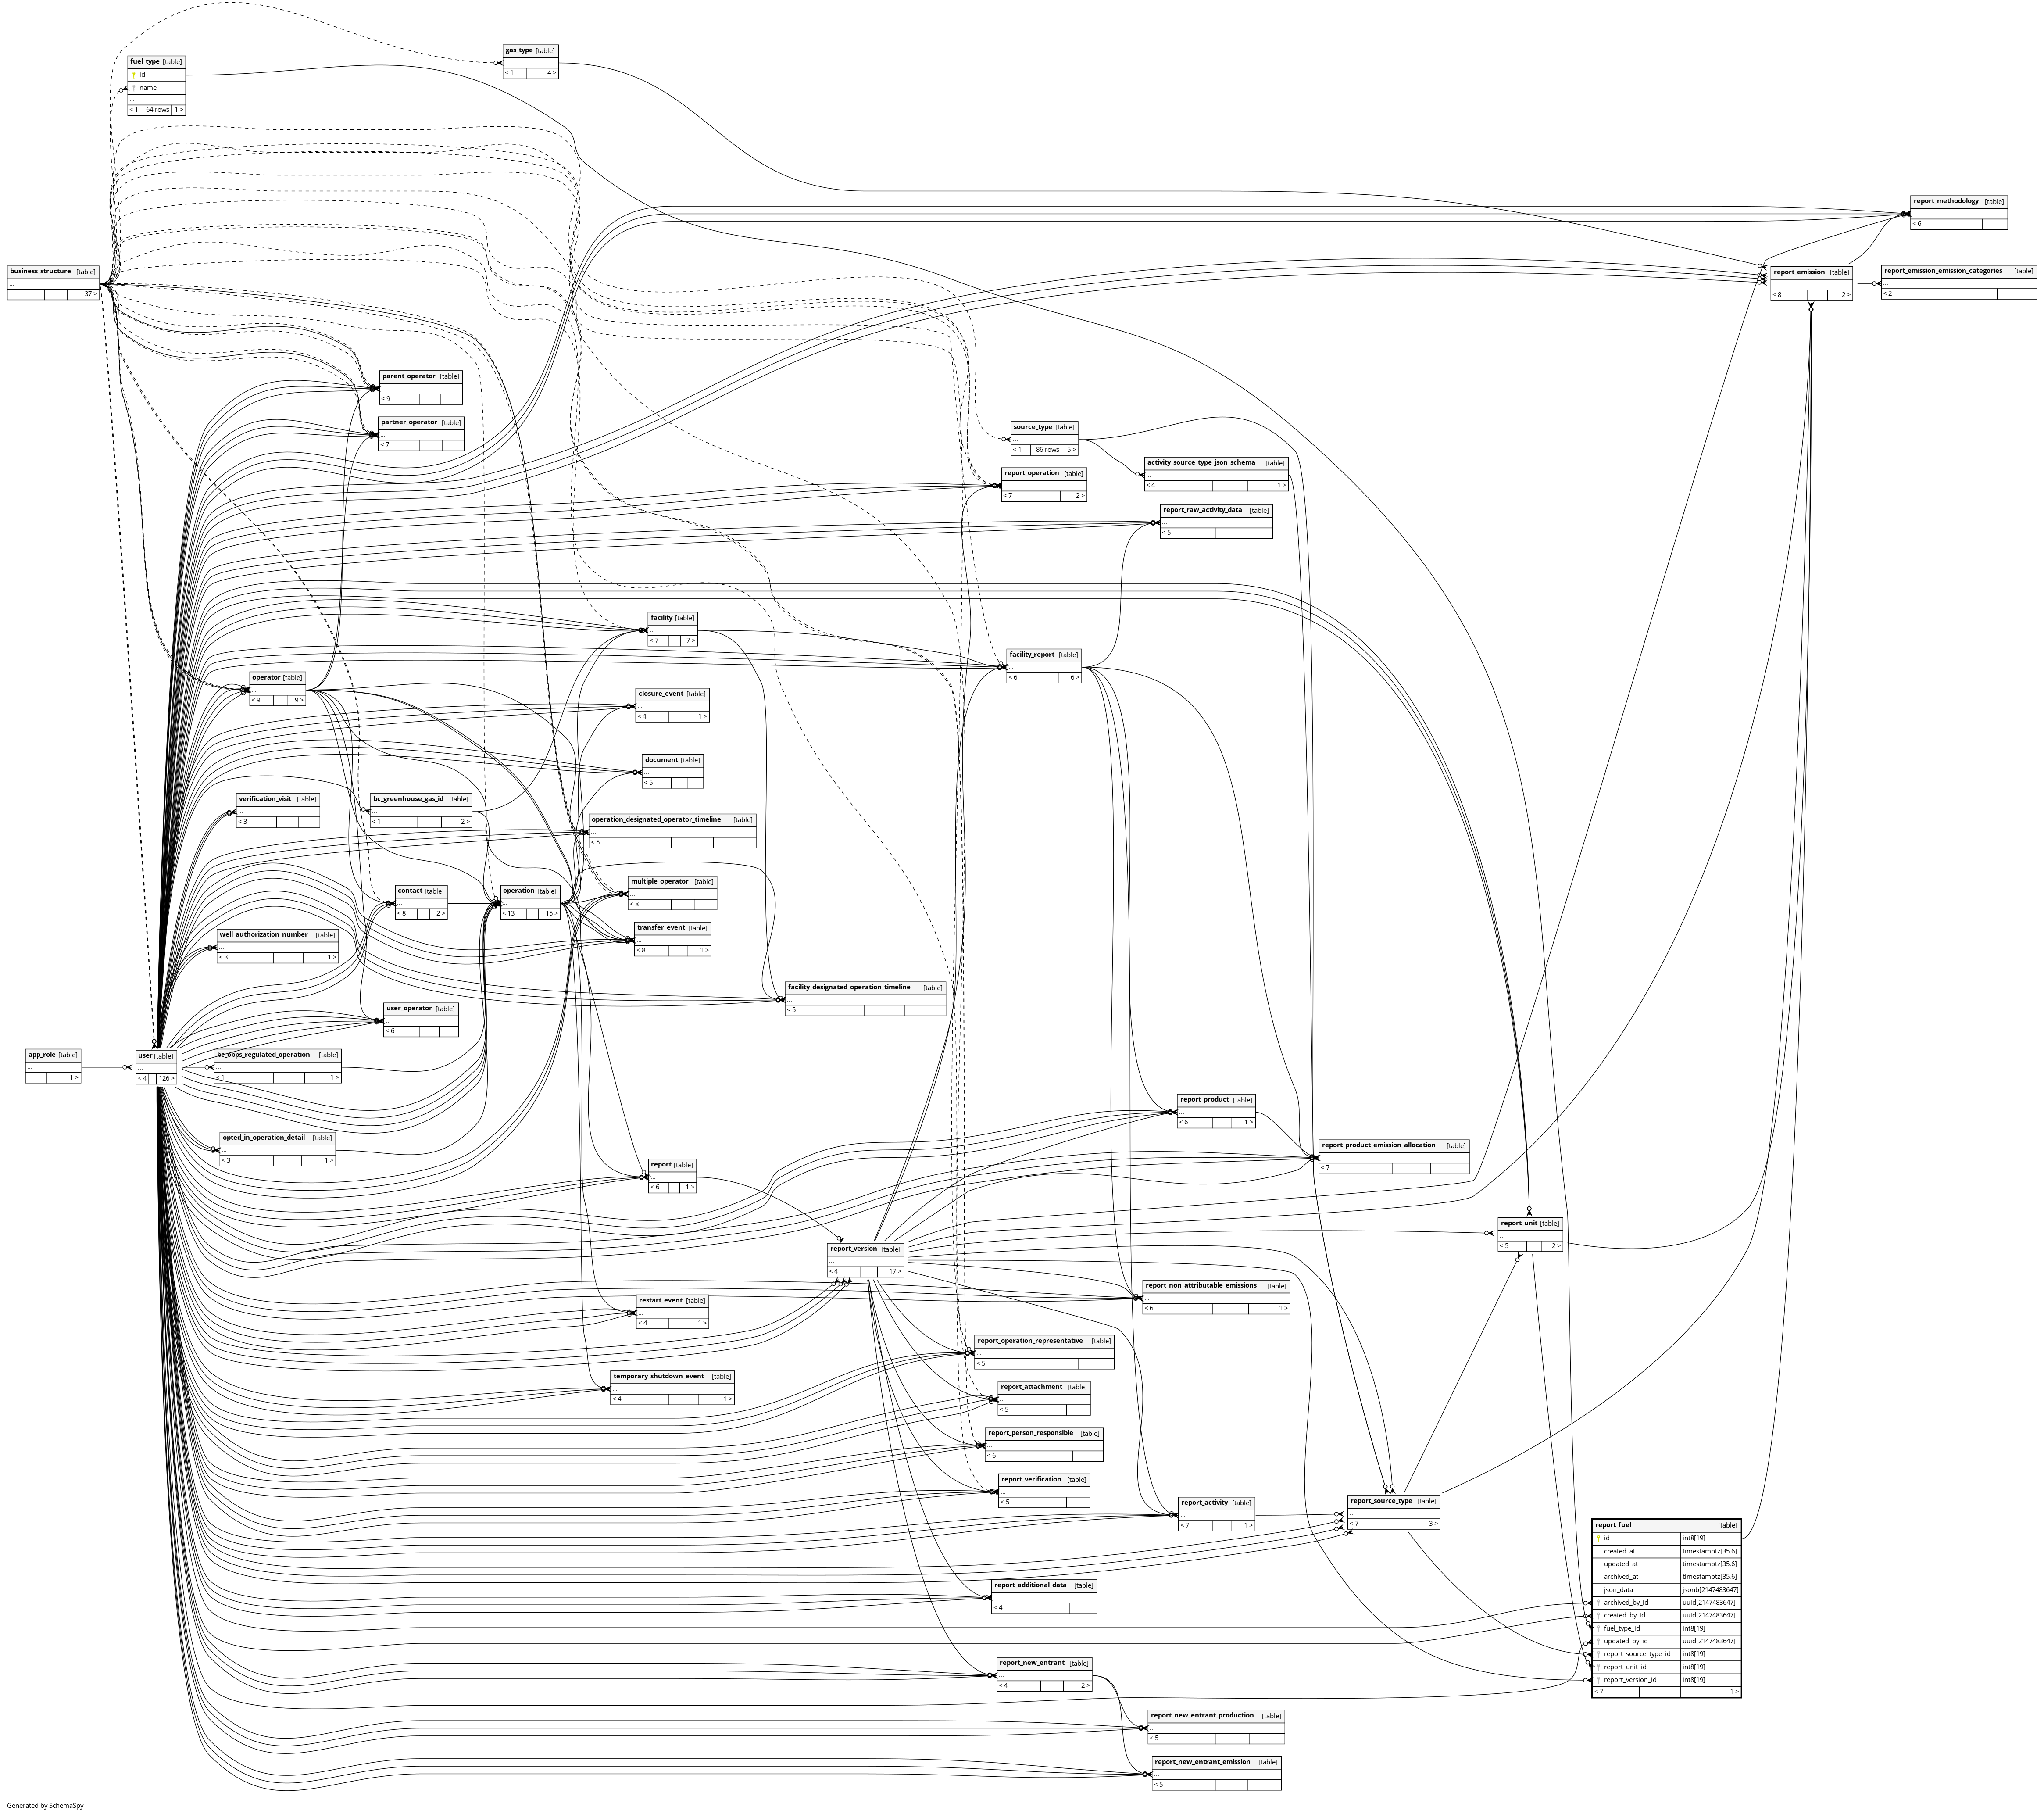 gas_type [table]
...
< 1 4 >
fuel_type [table]
id
name
...
< 1 64 rows 1 >
report_methodology [table]
...
< 6
business_structure [table]
...
37 >
report_emission [table]
...
< 8 2 >
report_emission_emission_categories [table]
...
< 2
parent_operator [table]
...
< 9
partner_operator [table]
...
< 7
source_type [table]
...
< 1 86 rows 5 >
activity_source_type_json_schema [table]
...
< 4 1 >
report_operation [table]
...
< 7 2 >
report_raw_activity_data [table]
...
< 5
facility [table]
...
< 7 7 >
facility_report [table]
...
< 6 6 >
operator [table]
...
< 9 9 >
closure_event [table]
...
< 4 1 >
document [table]
...
< 5
verification_visit [table]
...
< 3
bc_greenhouse_gas_id [table]
...
< 1 2 >
operation_designated_operator_timeline [table]
...
< 5
multiple_operator [table]
...
< 8
contact [table]
...
< 8 2 >
operation [table]
...
< 13 15 >
transfer_event [table]
...
< 8 1 >
well_authorization_number [table]
...
< 3 1 >
facility_designated_operation_timeline [table]
...
< 5
user_operator [table]
...
< 6
app_role [table]
...
1 >
user [table]
...
< 4 126 >
bc_obps_regulated_operation [table]
...
< 1 1 >
report_product [table]
...
< 6 1 >
opted_in_operation_detail [table]
...
< 3 1 >
report_product_emission_allocation [table]
...
< 7
report [table]
...
< 6 1 >
report_unit [table]
...
< 5 2 >
report_version [table]
...
< 4 17 >
report_non_attributable_emissions [table]
...
< 6 1 >
restart_event [table]
...
< 4 1 >
report_operation_representative [table]
...
< 5
temporary_shutdown_event [table]
...
< 4 1 >
report_attachment [table]
...
< 5
report_person_responsible [table]
...
< 6
report_verification [table]
...
< 5
report_activity [table]
...
< 7 1 >
report_source_type [table]
...
< 7 3 >
report_fuel [table]
id int8[19]
created_at timestamptz[35,6]
updated_at timestamptz[35,6]
archived_at timestamptz[35,6]
json_data jsonb[2147483647]
archived_by_id uuid[2147483647]
created_by_id uuid[2147483647]
fuel_type_id int8[19]
updated_by_id uuid[2147483647]
report_source_type_id int8[19]
report_unit_id int8[19]
report_version_id int8[19]
< 7 1 >
report_additional_data [table]
...
< 4
report_new_entrant [table]
...
< 4 2 >
report_new_entrant_production [table]
...
< 5
report_new_entrant_emission [table]
...
< 5
Generated by SchemaSpy